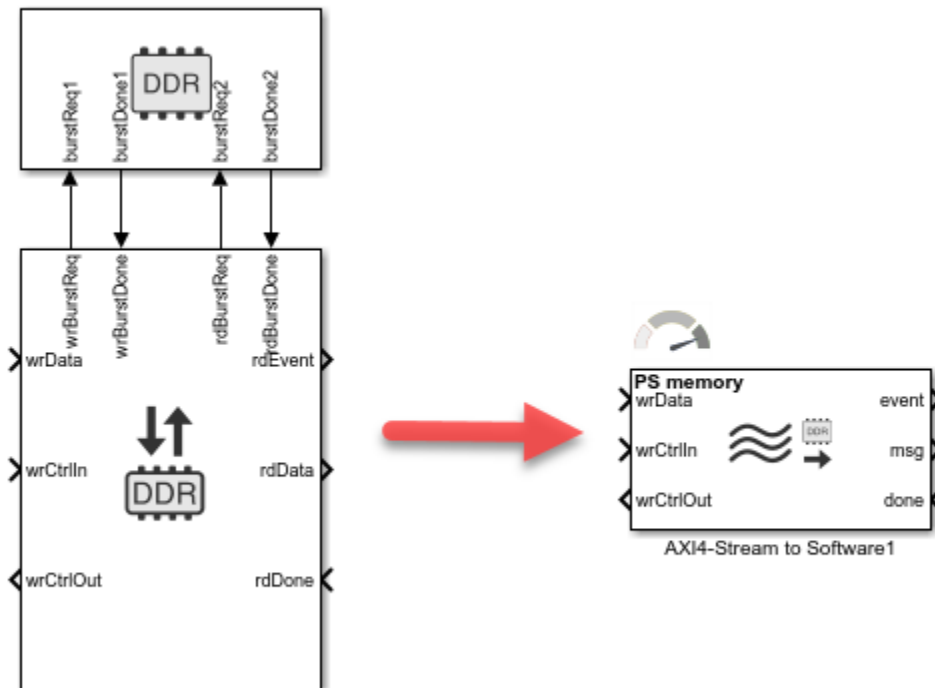 DDR
burstReq1
burstDone1
burstReq2
burstDone2
wrBurstReq
wrBurstDone
rdBurstReq
rdBurstDone
wrData
rdEvent
wrCtrlIn
rdData
DDR
wrCtrlOut
rdDone
PS memory
wrData
event
DDR
wrCtrlIn
msg
wrCtrlOut
done
AXI4-Stream to Software1